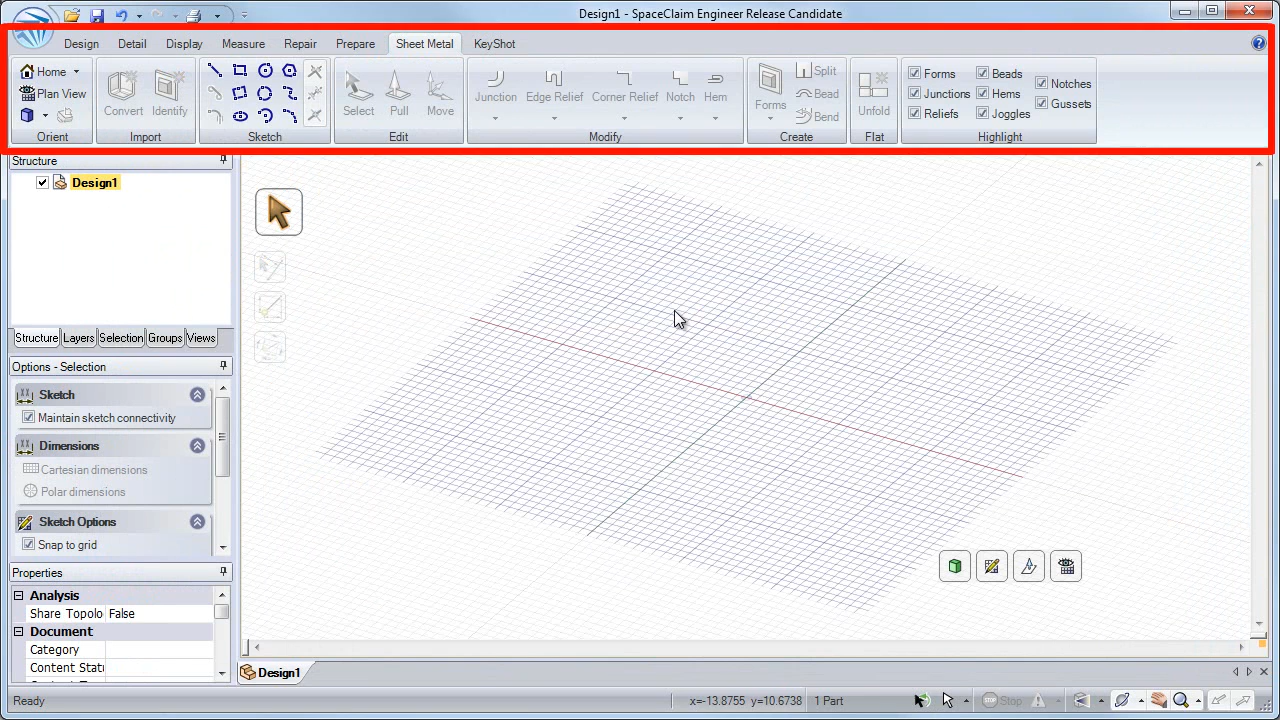 Design1 - SpaceClaim Engineer Release Candidate
Design Detail Display Measure Repair Prepare Sheet Metal KeyShot
Home
Plan View
Orient
Convert Identify
Import
Sketch
Select Pull Move
Edit
Junction Edge Relief Corner Relief Notch Hem
Modify
Forms
Split
Bead
Bend
Create
Unfold
Flat
Forms Beads Notches
Junctions Hems Gussets
Reliefs Joggles
Highlight
Structure
Design1
Structure Layers Selection Groups Views
Options - Selection
Sketch
Maintain sketch connectivity
Dimensions
Cartesian dimensions
Polar dimensions
Sketch Options
Snap to grid
Properties
Analysis
Share Topolo False
Document
Category
Content Stat
Design1
Ready
x=-13.8755 y=10.6738
1 Part
Stop